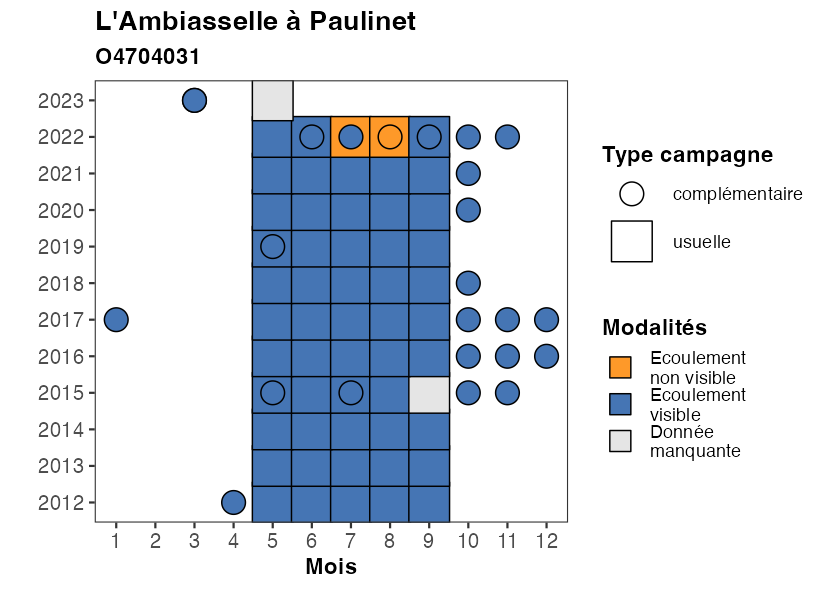 L'Ambiasselle à Paulinet
O4704031
2023
2022
2021
2020
2019
2018
2017
2016
2015
2014
2013
2012
1 2 3 4 5 6 7 8 9 10 11 12
Mois
Type campagne
complémentaire
usuelle
Modalités
Ecoulement
non visible
Ecoulement
visible
Donnée
manquante